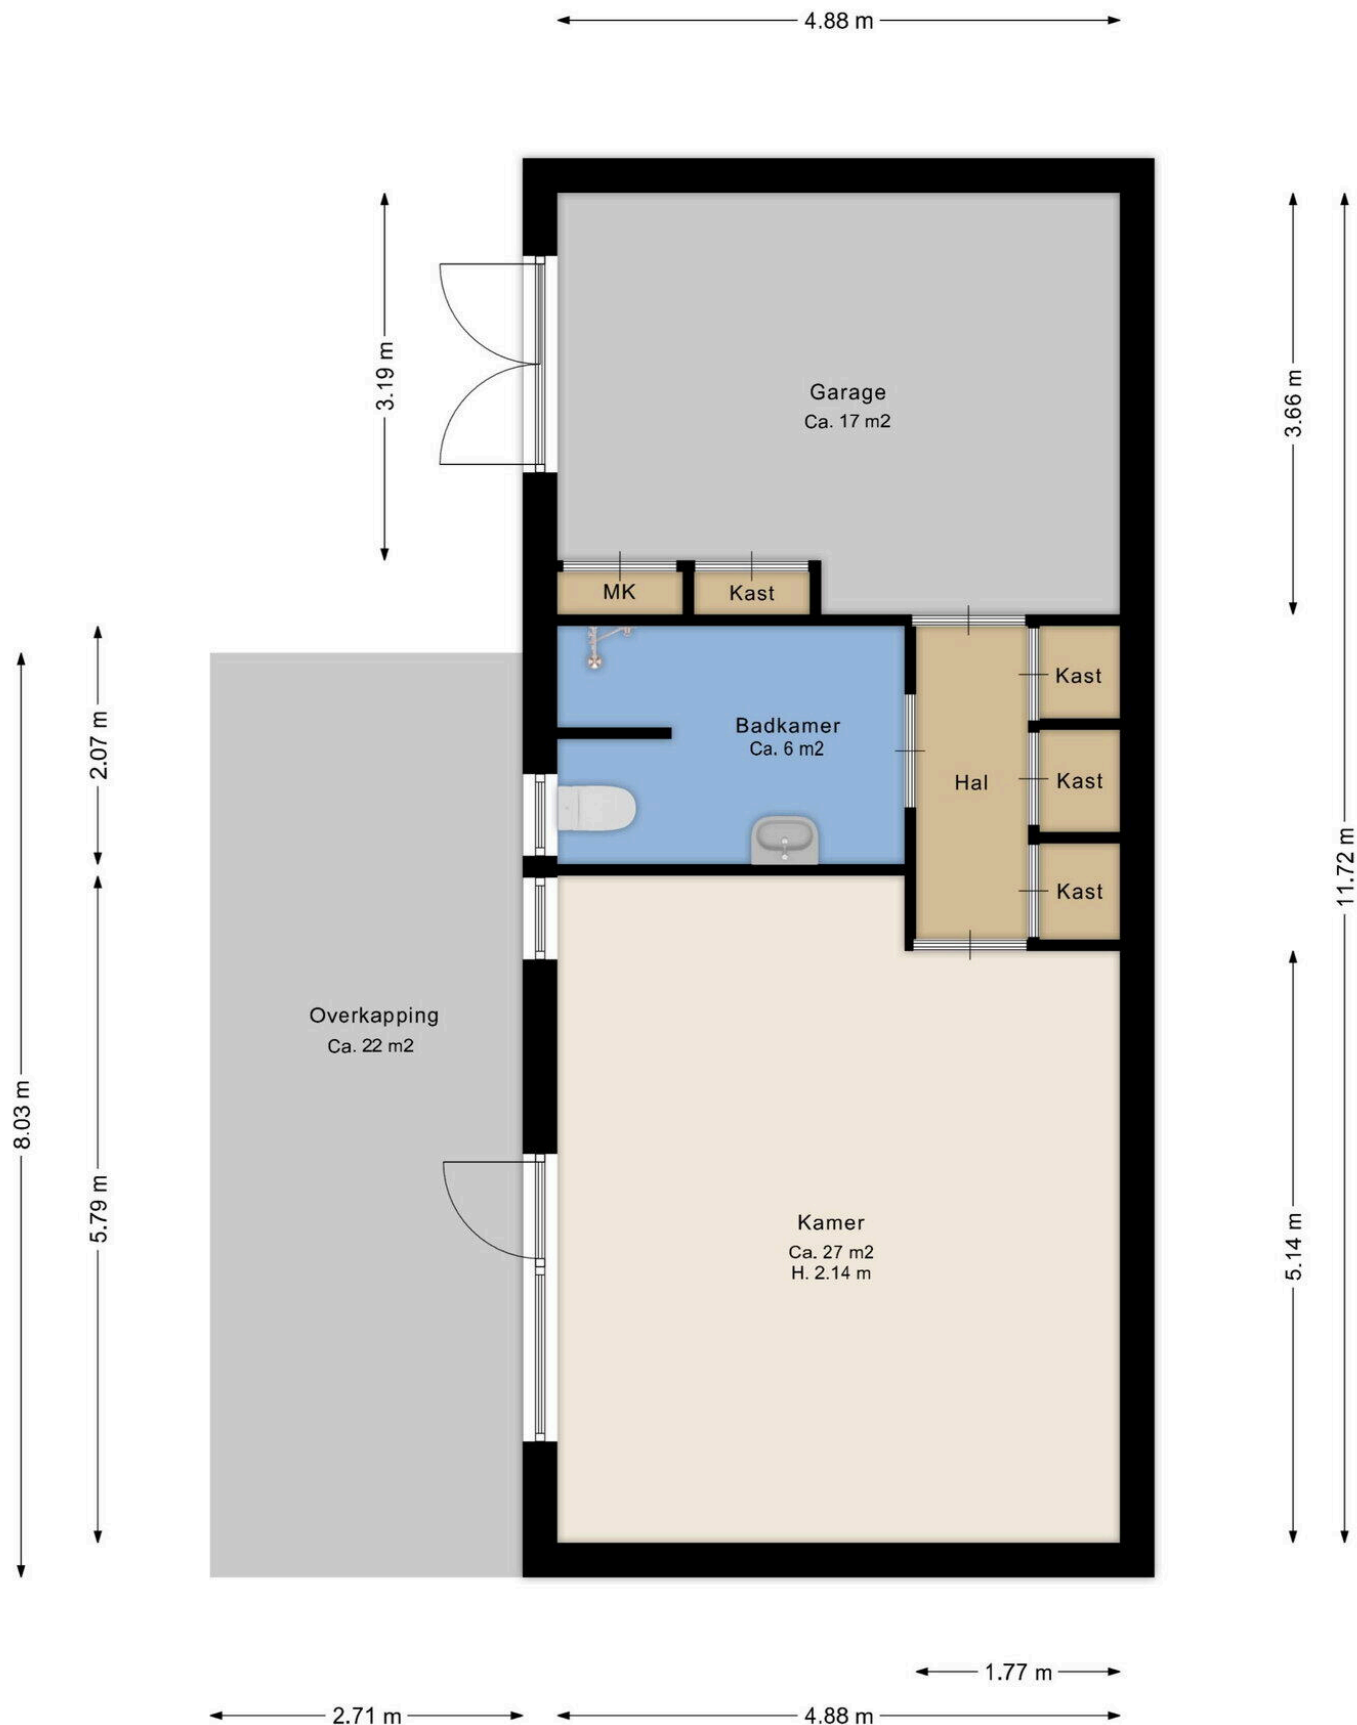 4.88 m
3.19 m
3.66 m
Garage
Ca. 17 m2
MK
Kast
2.07 m
Kast
Badkamer
Ca. 6 m2
Hal
Kast
Kast
11.72 m
Overkapping
Ca. 22 m2
8.03 m
5.79 m
Kamer
Ca. 27 m2
H. 2.14 m
5.14 m
1.77 m
2.71 m
4.88 m